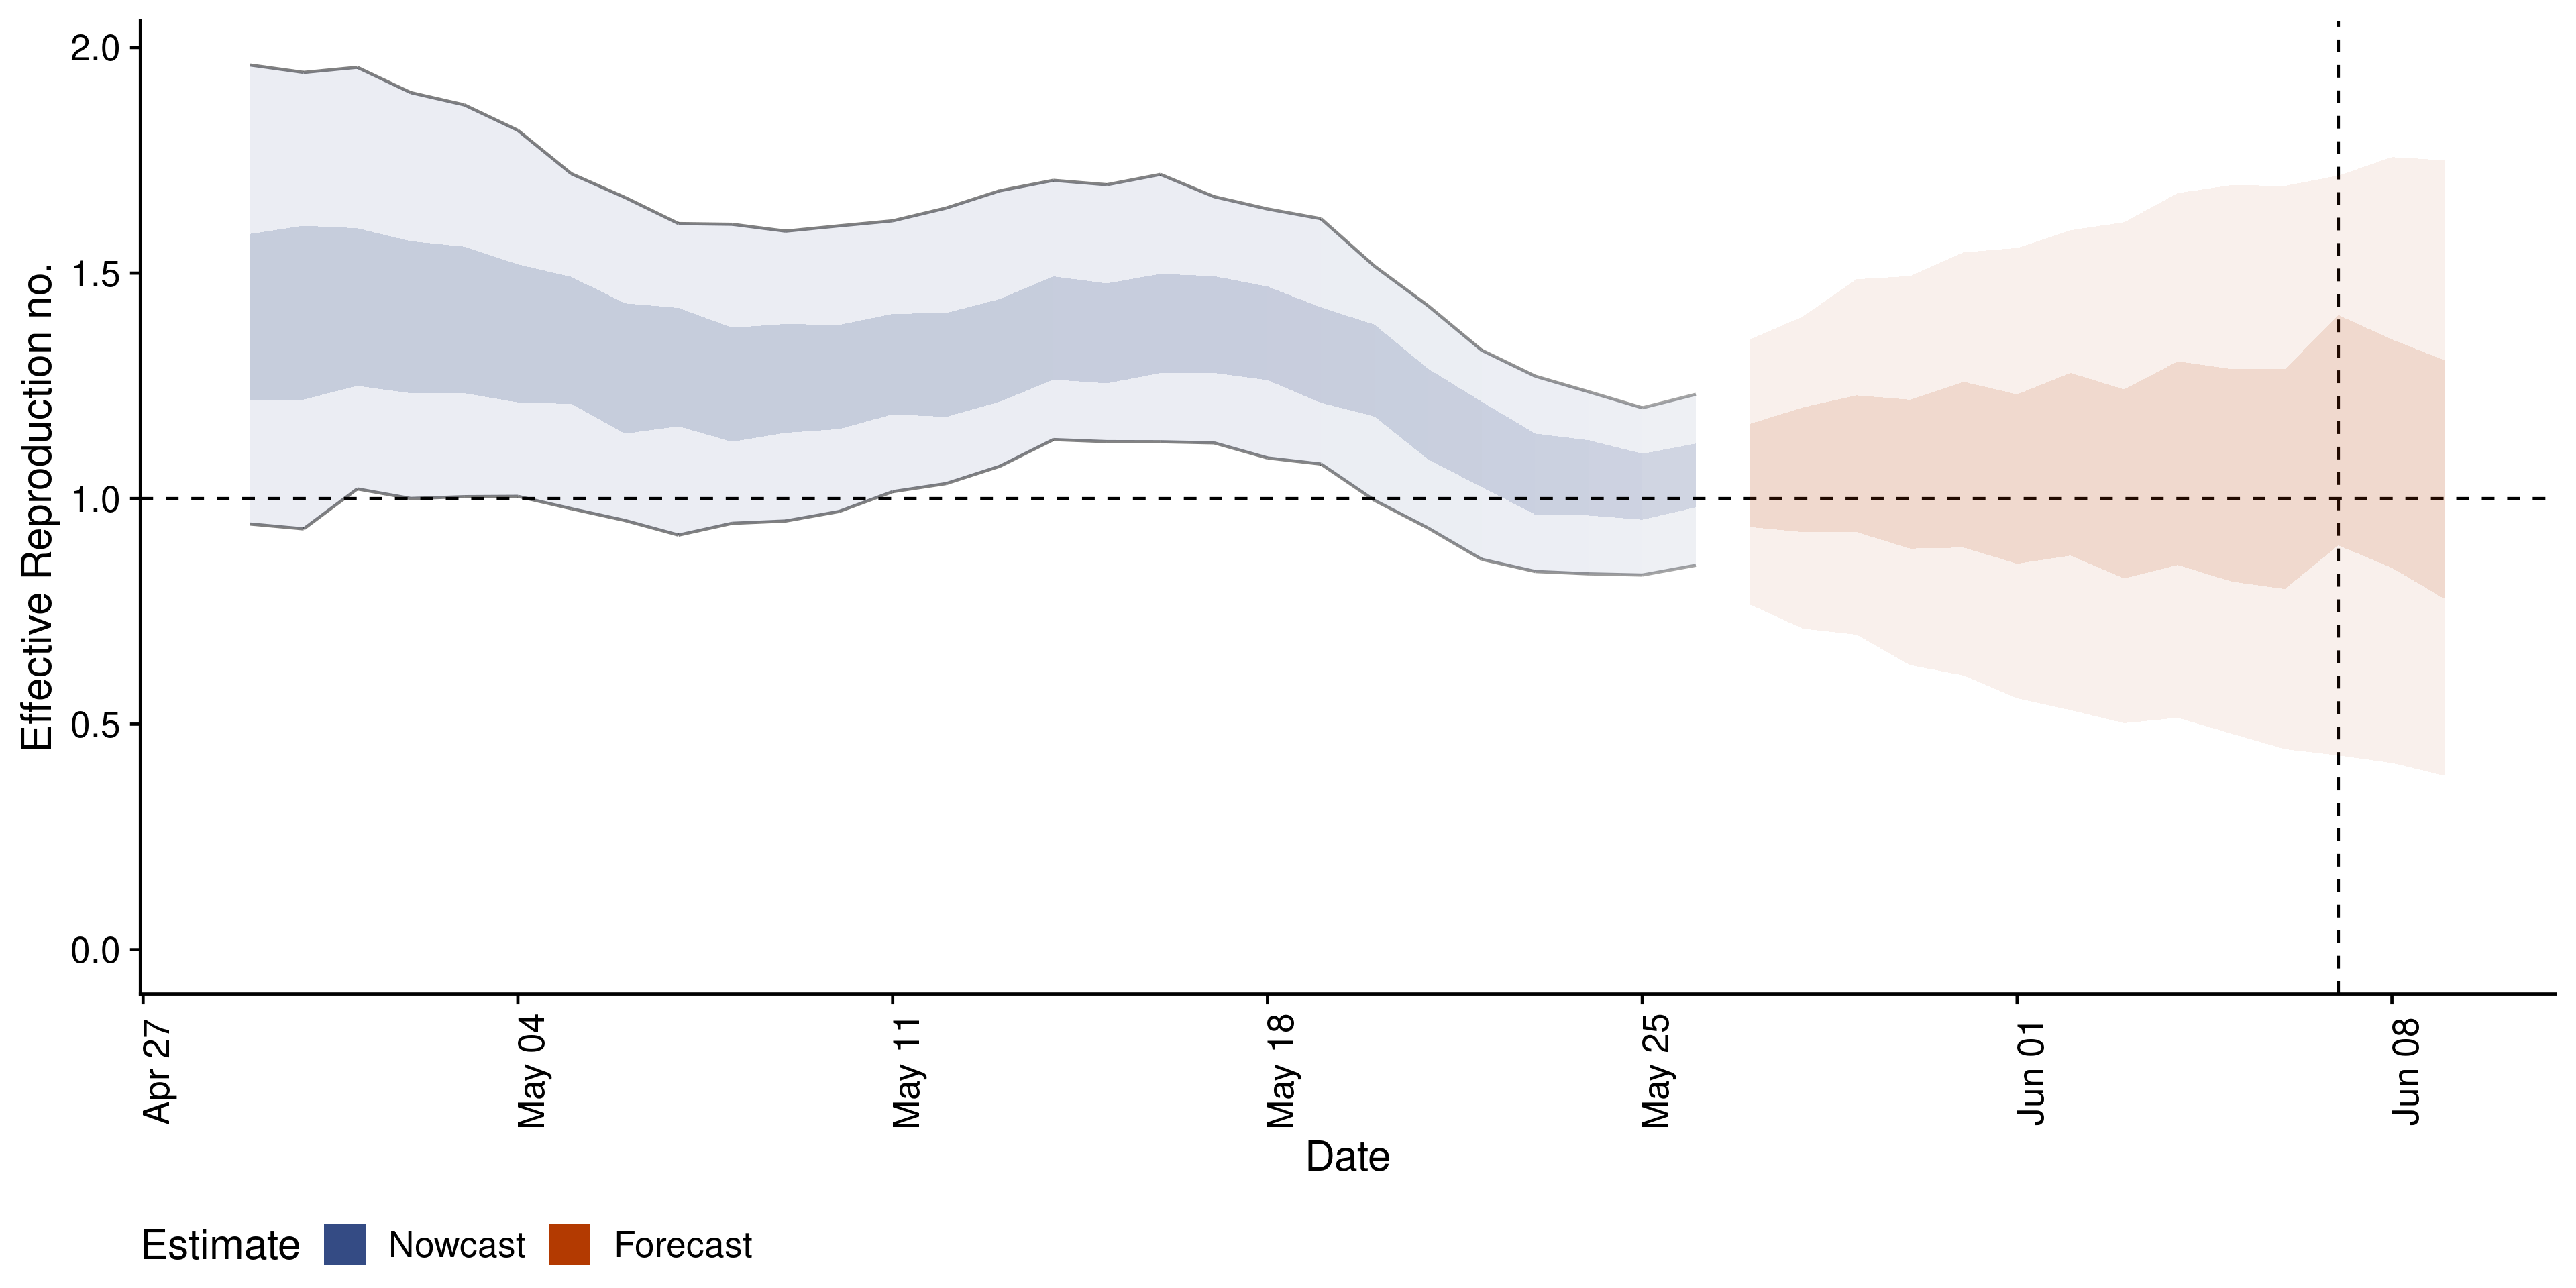 Effective Reproduction no.
2.0
1.5
1.0
0.5
0.0
Apr 27
May 04
May 11
May 18
May 25
Jun 01
Jun 08
Date
Estimate Nowcast Forecast